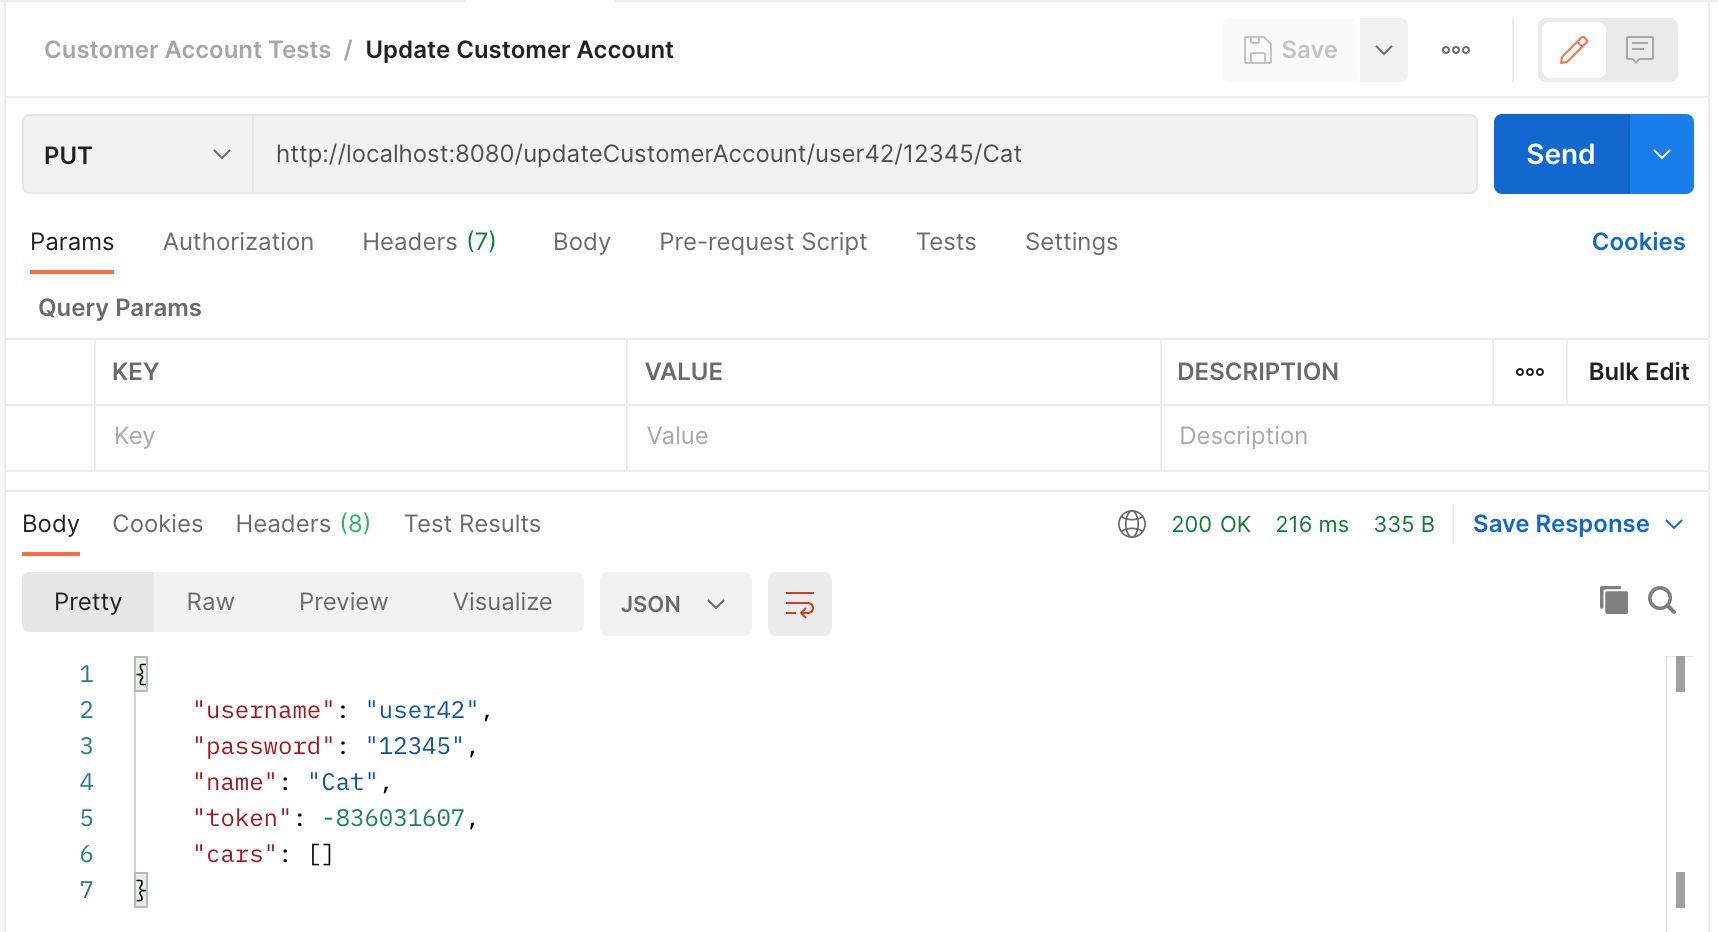 Customer Account Tests / Update Customer Account Save
PUT http://localhost:8080/updateCustomerAccount/user42/12345/Cat Send
Params Authorization Headers (7) Body Pre-request Script Tests Settings Cookies
Query Params
KEY VALUE DESCRIPTION Bulk Edit
Key Value Description
Body Cookies Headers (8) Test Results 200 OK 216 ms 335 B Save Response
Pretty Raw Preview Visualize JSON
1 {
2 "username": "user42",
3 "password": "12345",
4 "name": "Cat",
5 "token": -836031607,
6 "cars": []
7 }